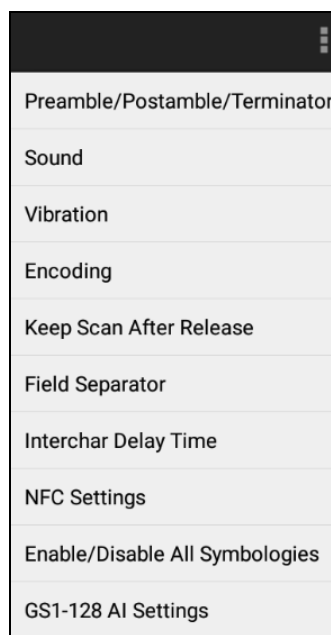 Preamble/Postamble/Terminator
Sound
Vibration
Encoding
Keep Scan After Release
Field Separator
Interchar Delay Time
NFC Settings
Enable/Disable All Symbologies
GS1-128 AI Settings